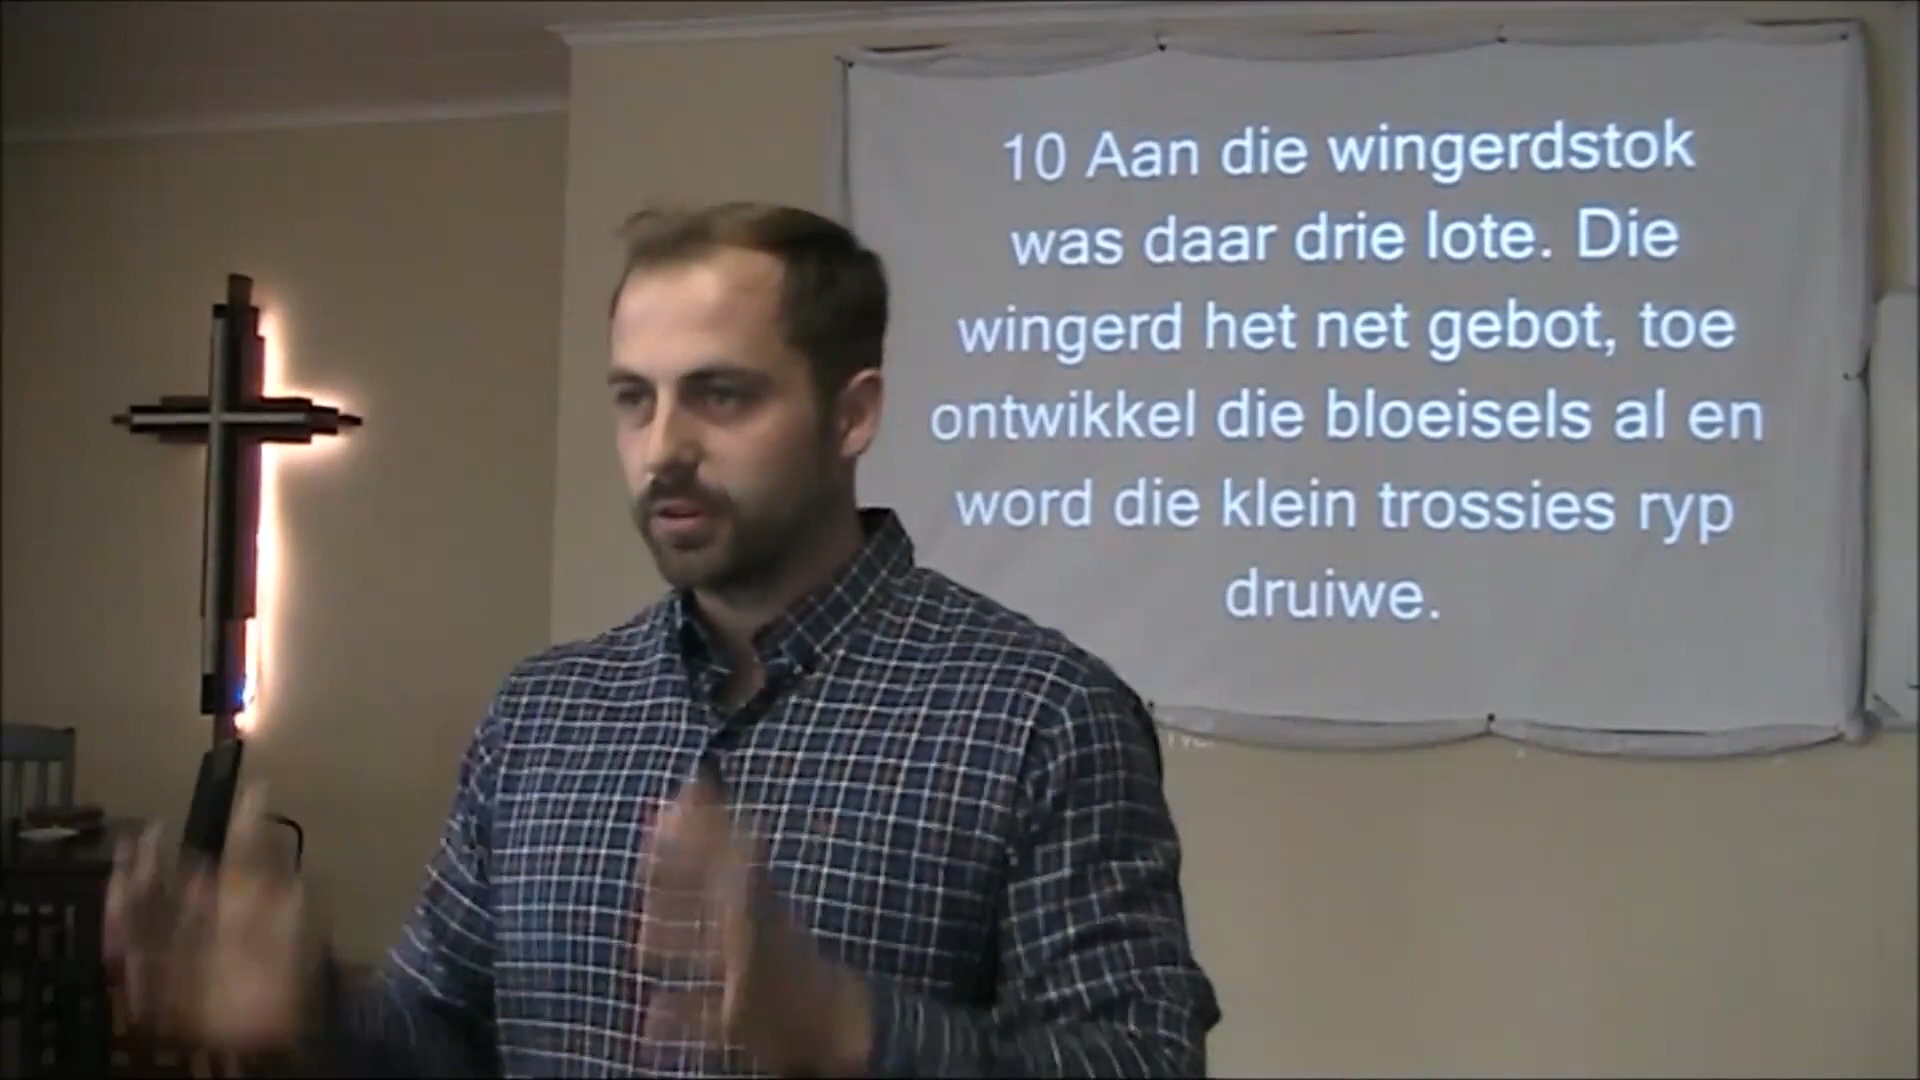 10 Aan die wingerdstok
was daar drie lote. Die
wingerd het net gebot, toe
ontwikkel die bloeisels al en
word die klein trossies ryp
druiwe.